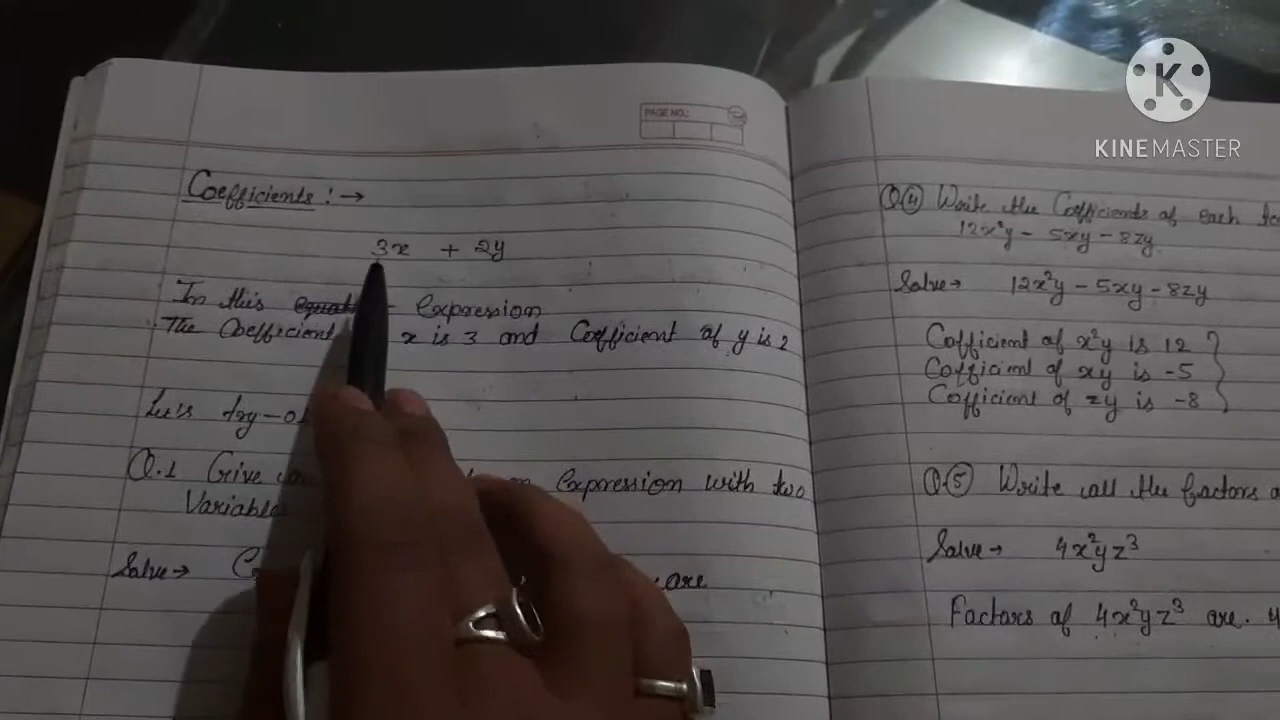 PAGE NO.:
Coefficients :→
3x + 2y
In this expression
The Coefficient x is 3 and Coefficient of y is 2
Let's try
Q.1 Give expression with two
Variable
Solve → are
Q④ Write the Coefficients of each
12x²y - 5xy - 8zy
Solve → 12x²y - 5xy - 8zy
Cofficient of x²y is 12
Cofficient of xy is -5
Cofficient of zy is -8
Q⑤ Write all the factors
Solve → 4x²yz³
Factors of 4x²yz³ are. 4
K
KINEMASTER